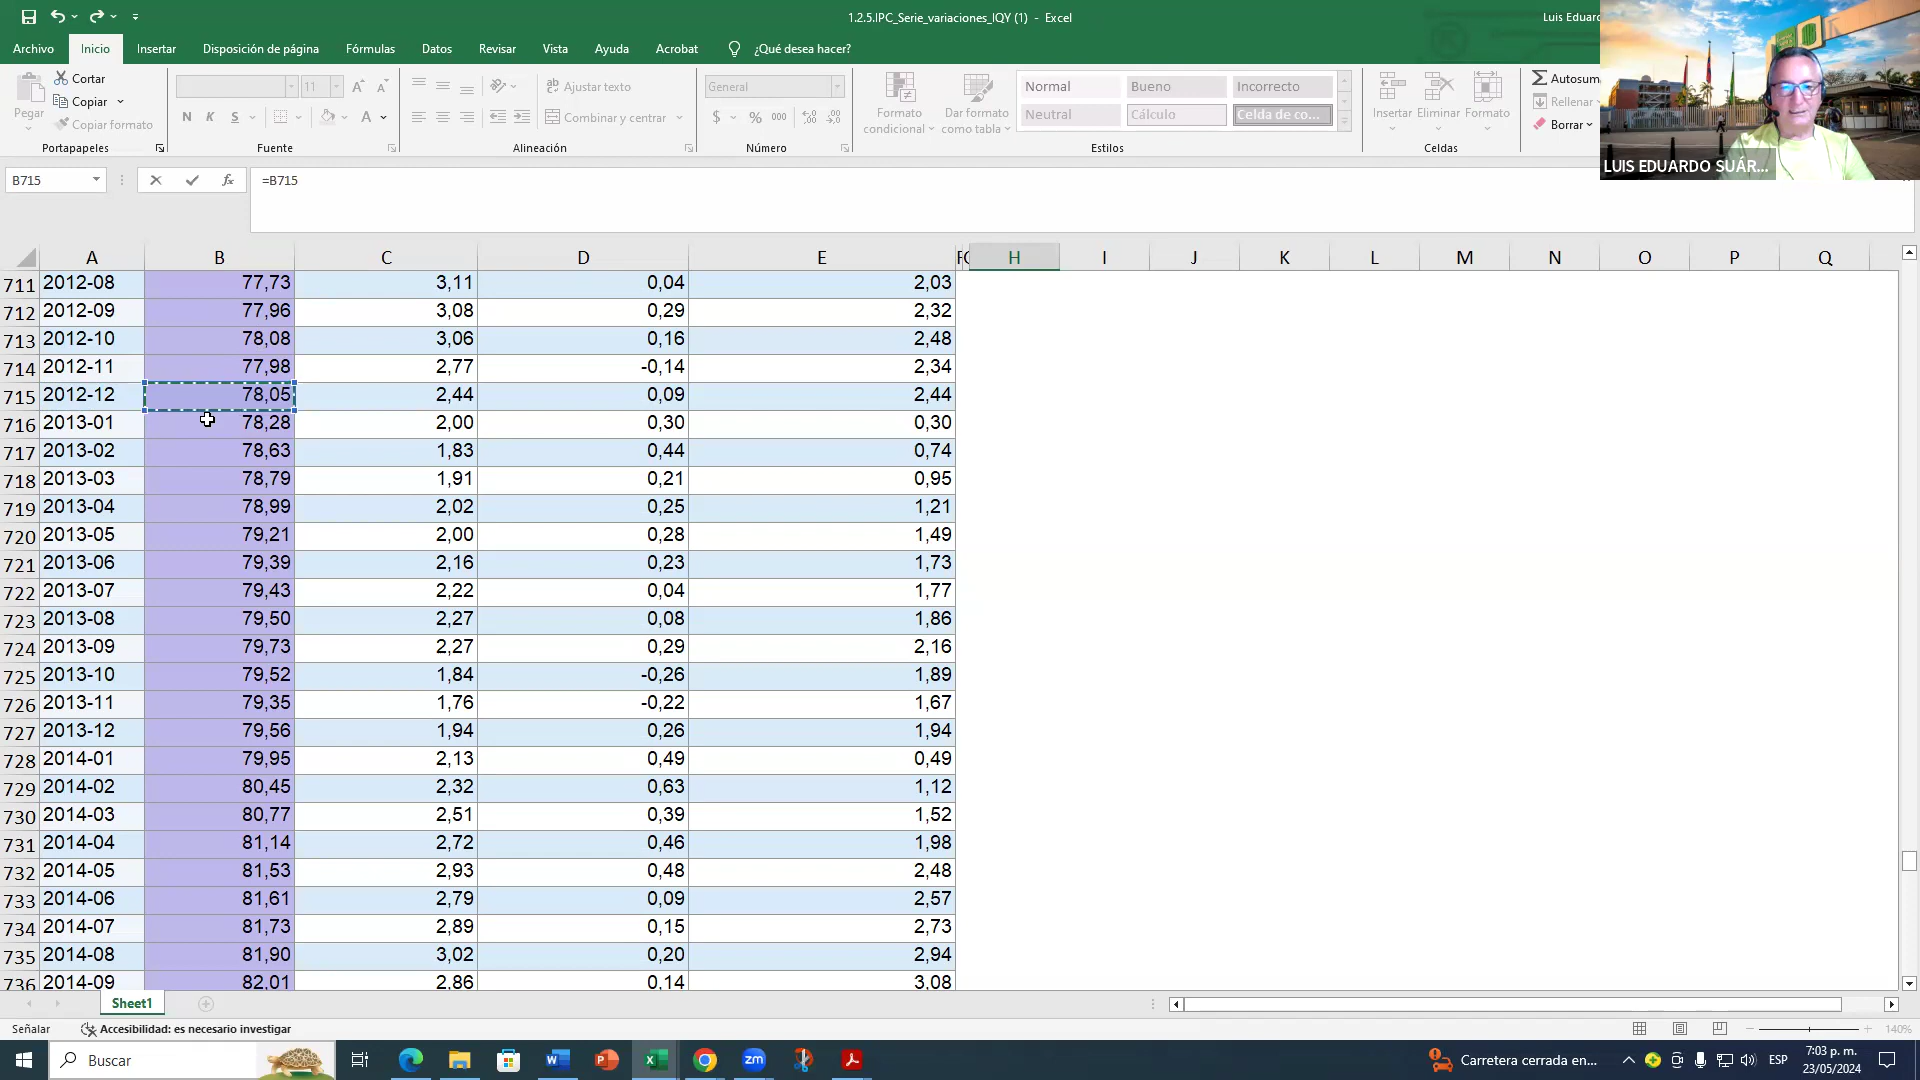 1.2.5.IPC_Serie_variaciones_IQY (1) - Excel
Luis Eduar
Archivo Inicio Insertar Disposición de página Fórmulas Datos Revisar Vista Ayuda Acrobat ¿Qué desea hacer?
Pegar
Cortar
Copiar
Copiar formato
Portapapeles
11
N K S
Fuente
Ajustar texto
Combinar y centrar
Alineación
General
$ % 000
Número
Formato condicional
Dar formato como tabla
Normal Bueno Incorrecto
Neutral Cálculo Celda de co...
Estilos
Insertar Eliminar Formato
Celdas
Autosum
Rellenar
Borrar
LUIS EDUARDO SUÁR...
B715 fx =B715
A B C D E H I J K L M N O P Q
711 2012-08 77,73 3,11 0,04 2,03
712 2012-09 77,96 3,08 0,29 2,32
713 2012-10 78,08 3,06 0,16 2,48
714 2012-11 77,98 2,77 -0,14 2,34
715 2012-12 78,05 2,44 0,09 2,44
716 2013-01 78,28 2,00 0,30 0,30
717 2013-02 78,63 1,83 0,44 0,74
718 2013-03 78,79 1,91 0,21 0,95
719 2013-04 78,99 2,02 0,25 1,21
720 2013-05 79,21 2,00 0,28 1,49
721 2013-06 79,39 2,16 0,23 1,73
722 2013-07 79,43 2,22 0,04 1,77
723 2013-08 79,50 2,27 0,08 1,86
724 2013-09 79,73 2,27 0,29 2,16
725 2013-10 79,52 1,84 -0,26 1,89
726 2013-11 79,35 1,76 -0,22 1,67
727 2013-12 79,56 1,94 0,26 1,94
728 2014-01 79,95 2,13 0,49 0,49
729 2014-02 80,45 2,32 0,63 1,12
730 2014-03 80,77 2,51 0,39 1,52
731 2014-04 81,14 2,72 0,46 1,98
732 2014-05 81,53 2,93 0,48 2,48
733 2014-06 81,61 2,79 0,09 2,57
734 2014-07 81,73 2,89 0,15 2,73
735 2014-08 81,90 3,02 0,20 2,94
736 2014-09 82,01 2,86 0,14 3,08
Sheet1
Señalar Accesibilidad: es necesario investigar
140%
Buscar
Carretera cerrada en...
ESP
7:03 p. m.
23/05/2024